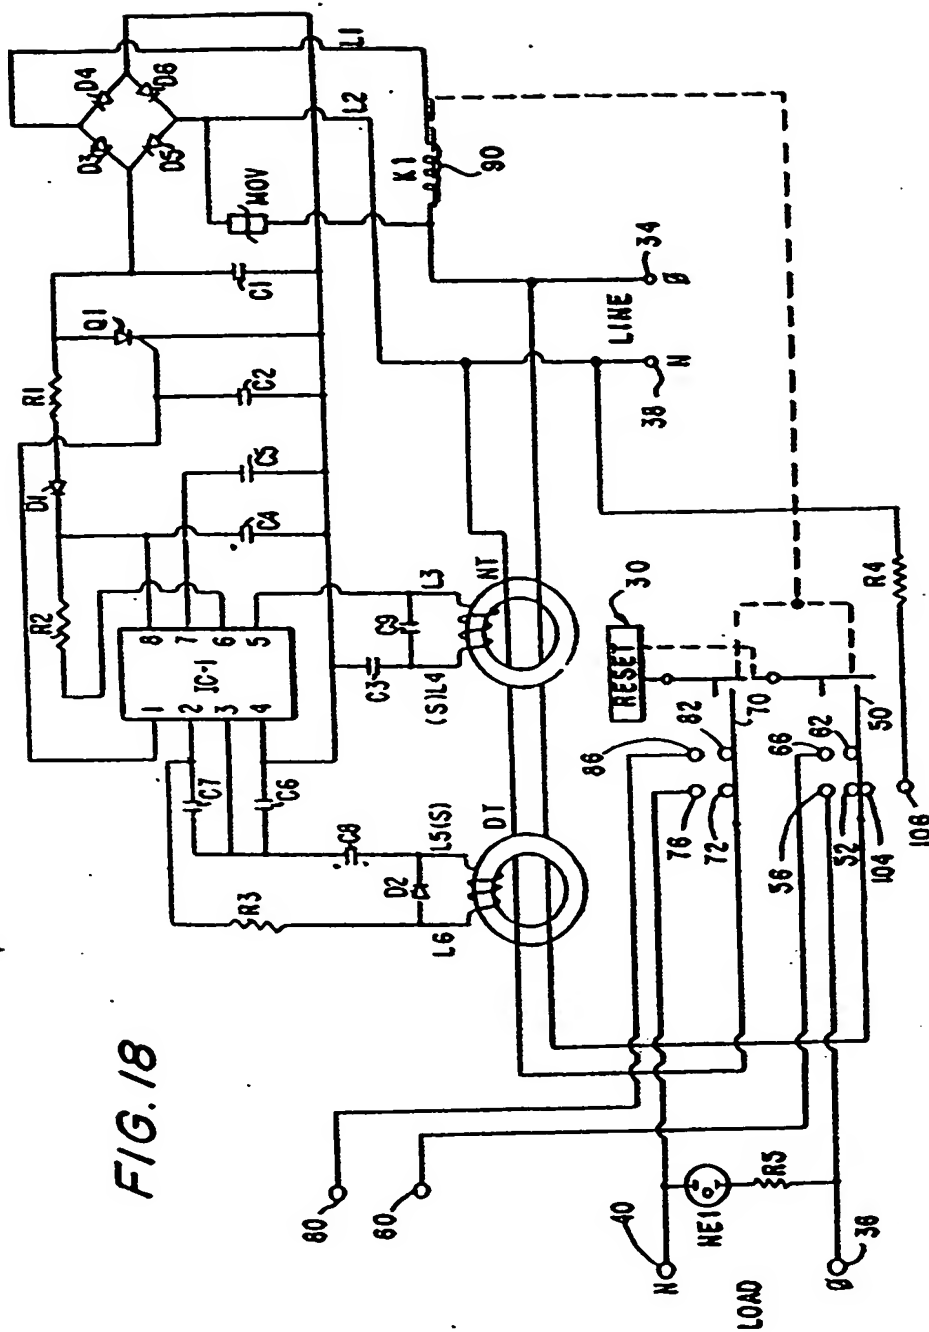 FIG. 18
D4
D6
D3
D5
L1
L2
MOV
K1
90
C1
Q1
R1
C2
D1
C5
C4
R2
LINE
34
Ø
38
N
IC-1
1
2
3
4
8
7
6
5
L3
NT
C9
C3
(S)L4
30
RESET
R4
C7
C6
C8
L5(S)
D2
R3
L6
DT
86
82
70
76
72
66
62
50
56
52
104
106
80
60
40
N
NE1
R5
LOAD
Ø
36